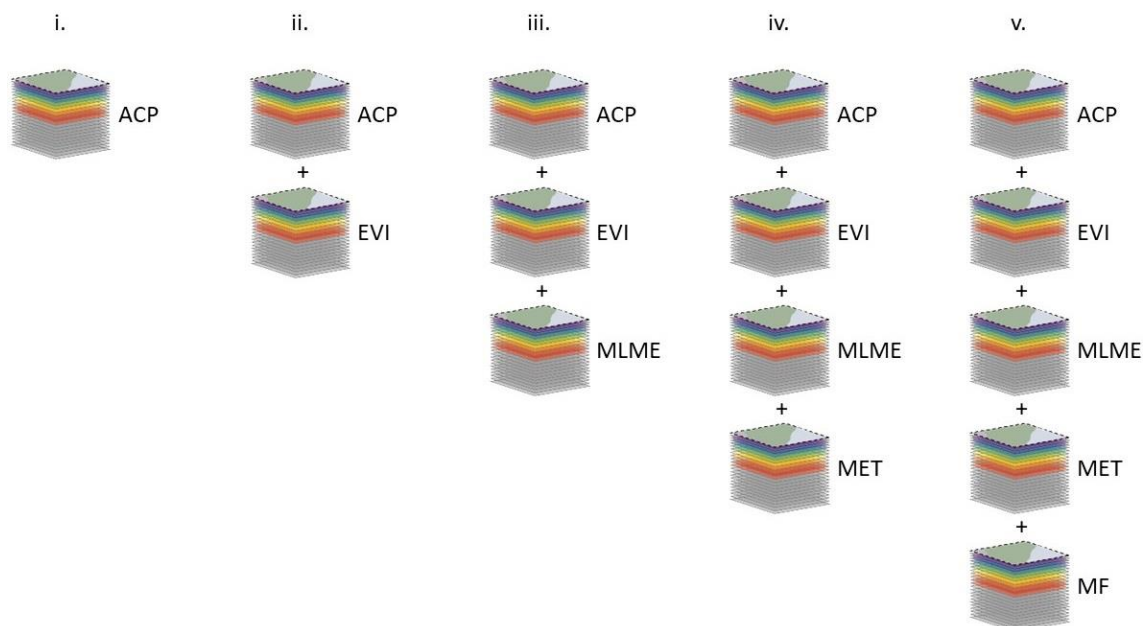 i. ii. iii. iv. v.
ACP ACP ACP ACP ACP
+ + + +
EVI EVI EVI EVI
+ + +
MLME MLME MLME
+ +
MET MET
+
MF